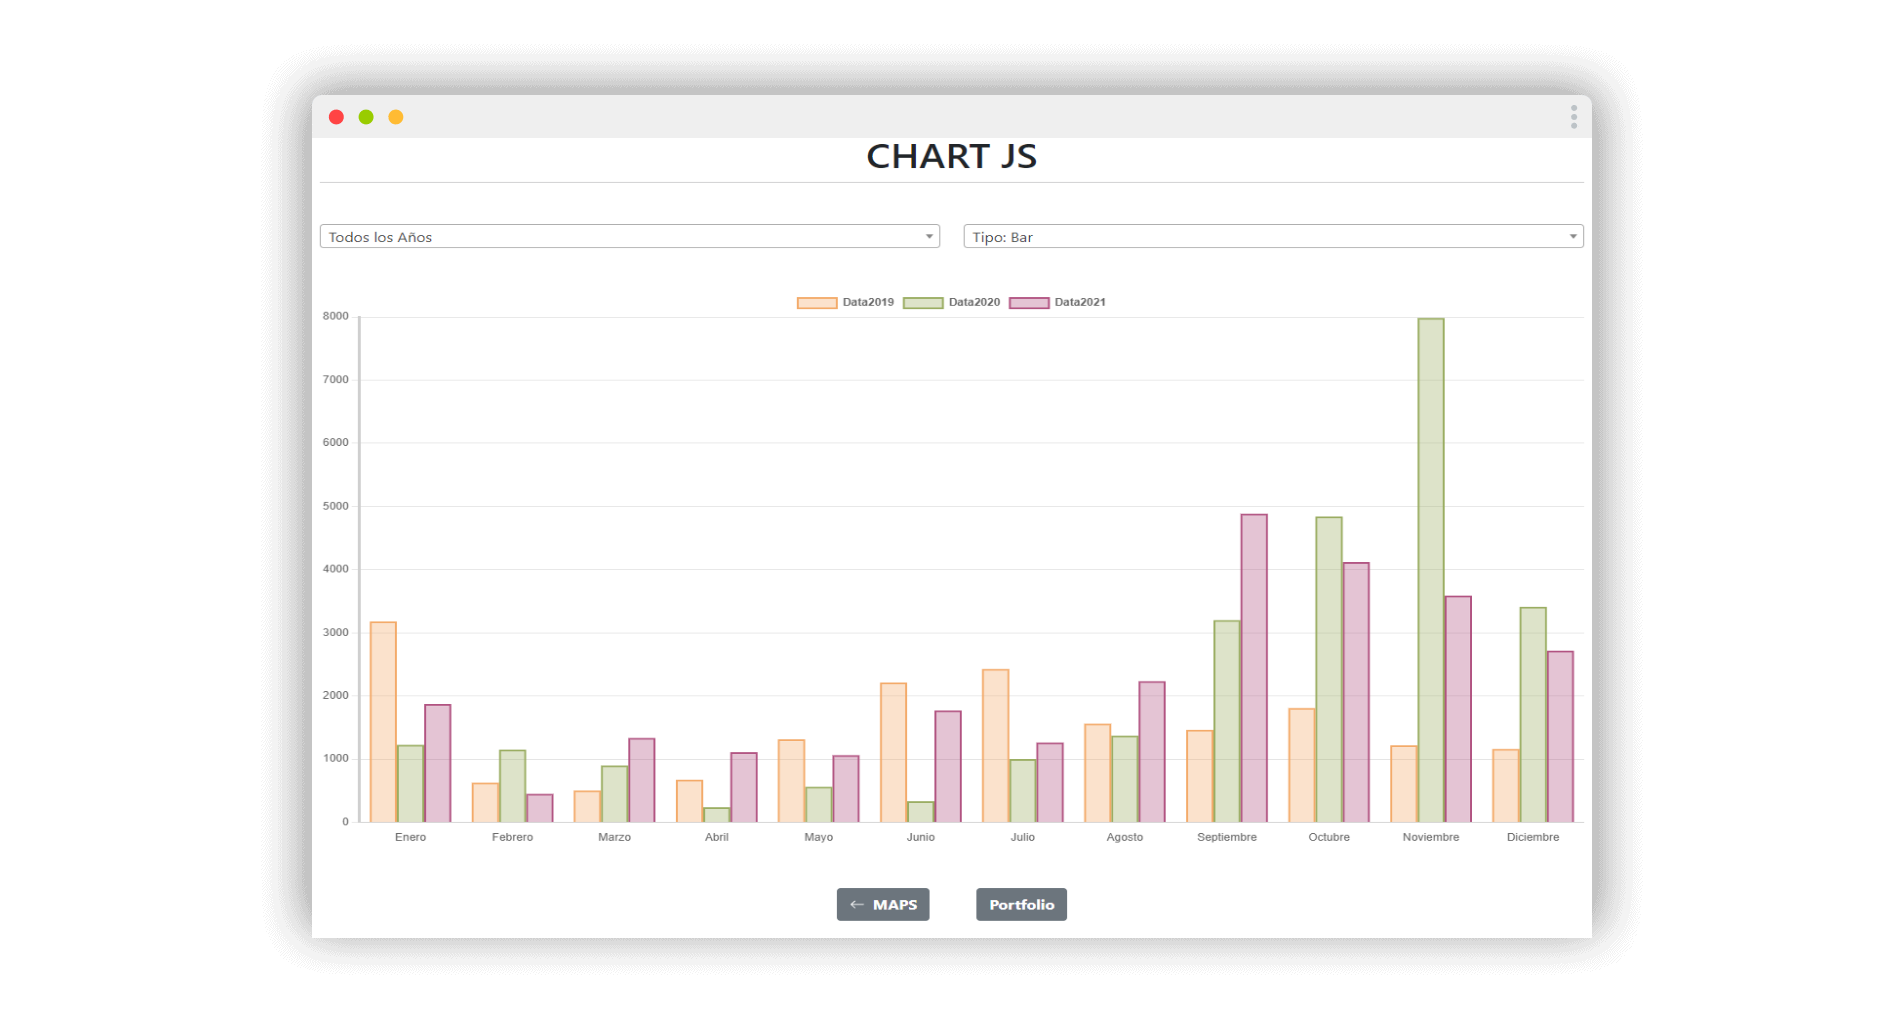 CHART JS
Todos los Años
Tipo: Bar
Data2019 Data2020 Data2021
8000
7000
6000
5000
4000
3000
2000
1000
0
Enero Febrero Marzo Abril Mayo Junio Julio Agosto Septiembre Octubre Noviembre Diciembre
← MAPS
Portfolio